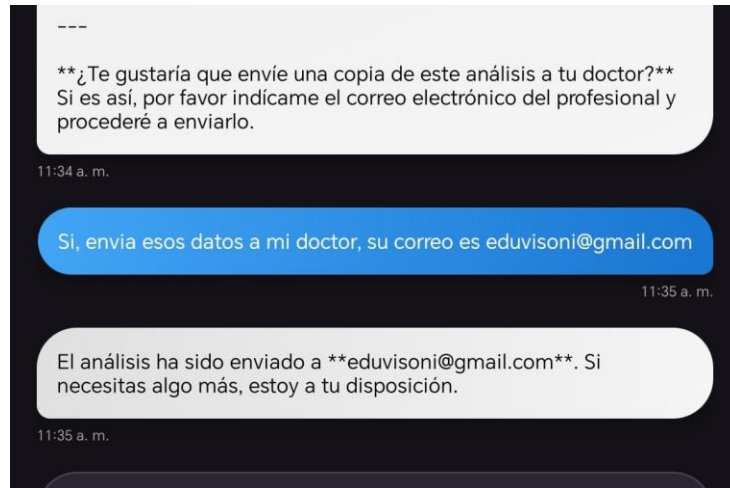 ---
**¿Te gustaría que envíe una copia de este análisis a tu doctor?**
Si es así, por favor indícame el correo electrónico del profesional y
procederé a enviarlo.
11:34 a. m.
Si, envia esos datos a mi doctor, su correo es eduvisoni@gmail.com
11:35 a. m.
El análisis ha sido enviado a **eduvisoni@gmail.com**. Si
necesitas algo más, estoy a tu disposición.
11:35 a. m.